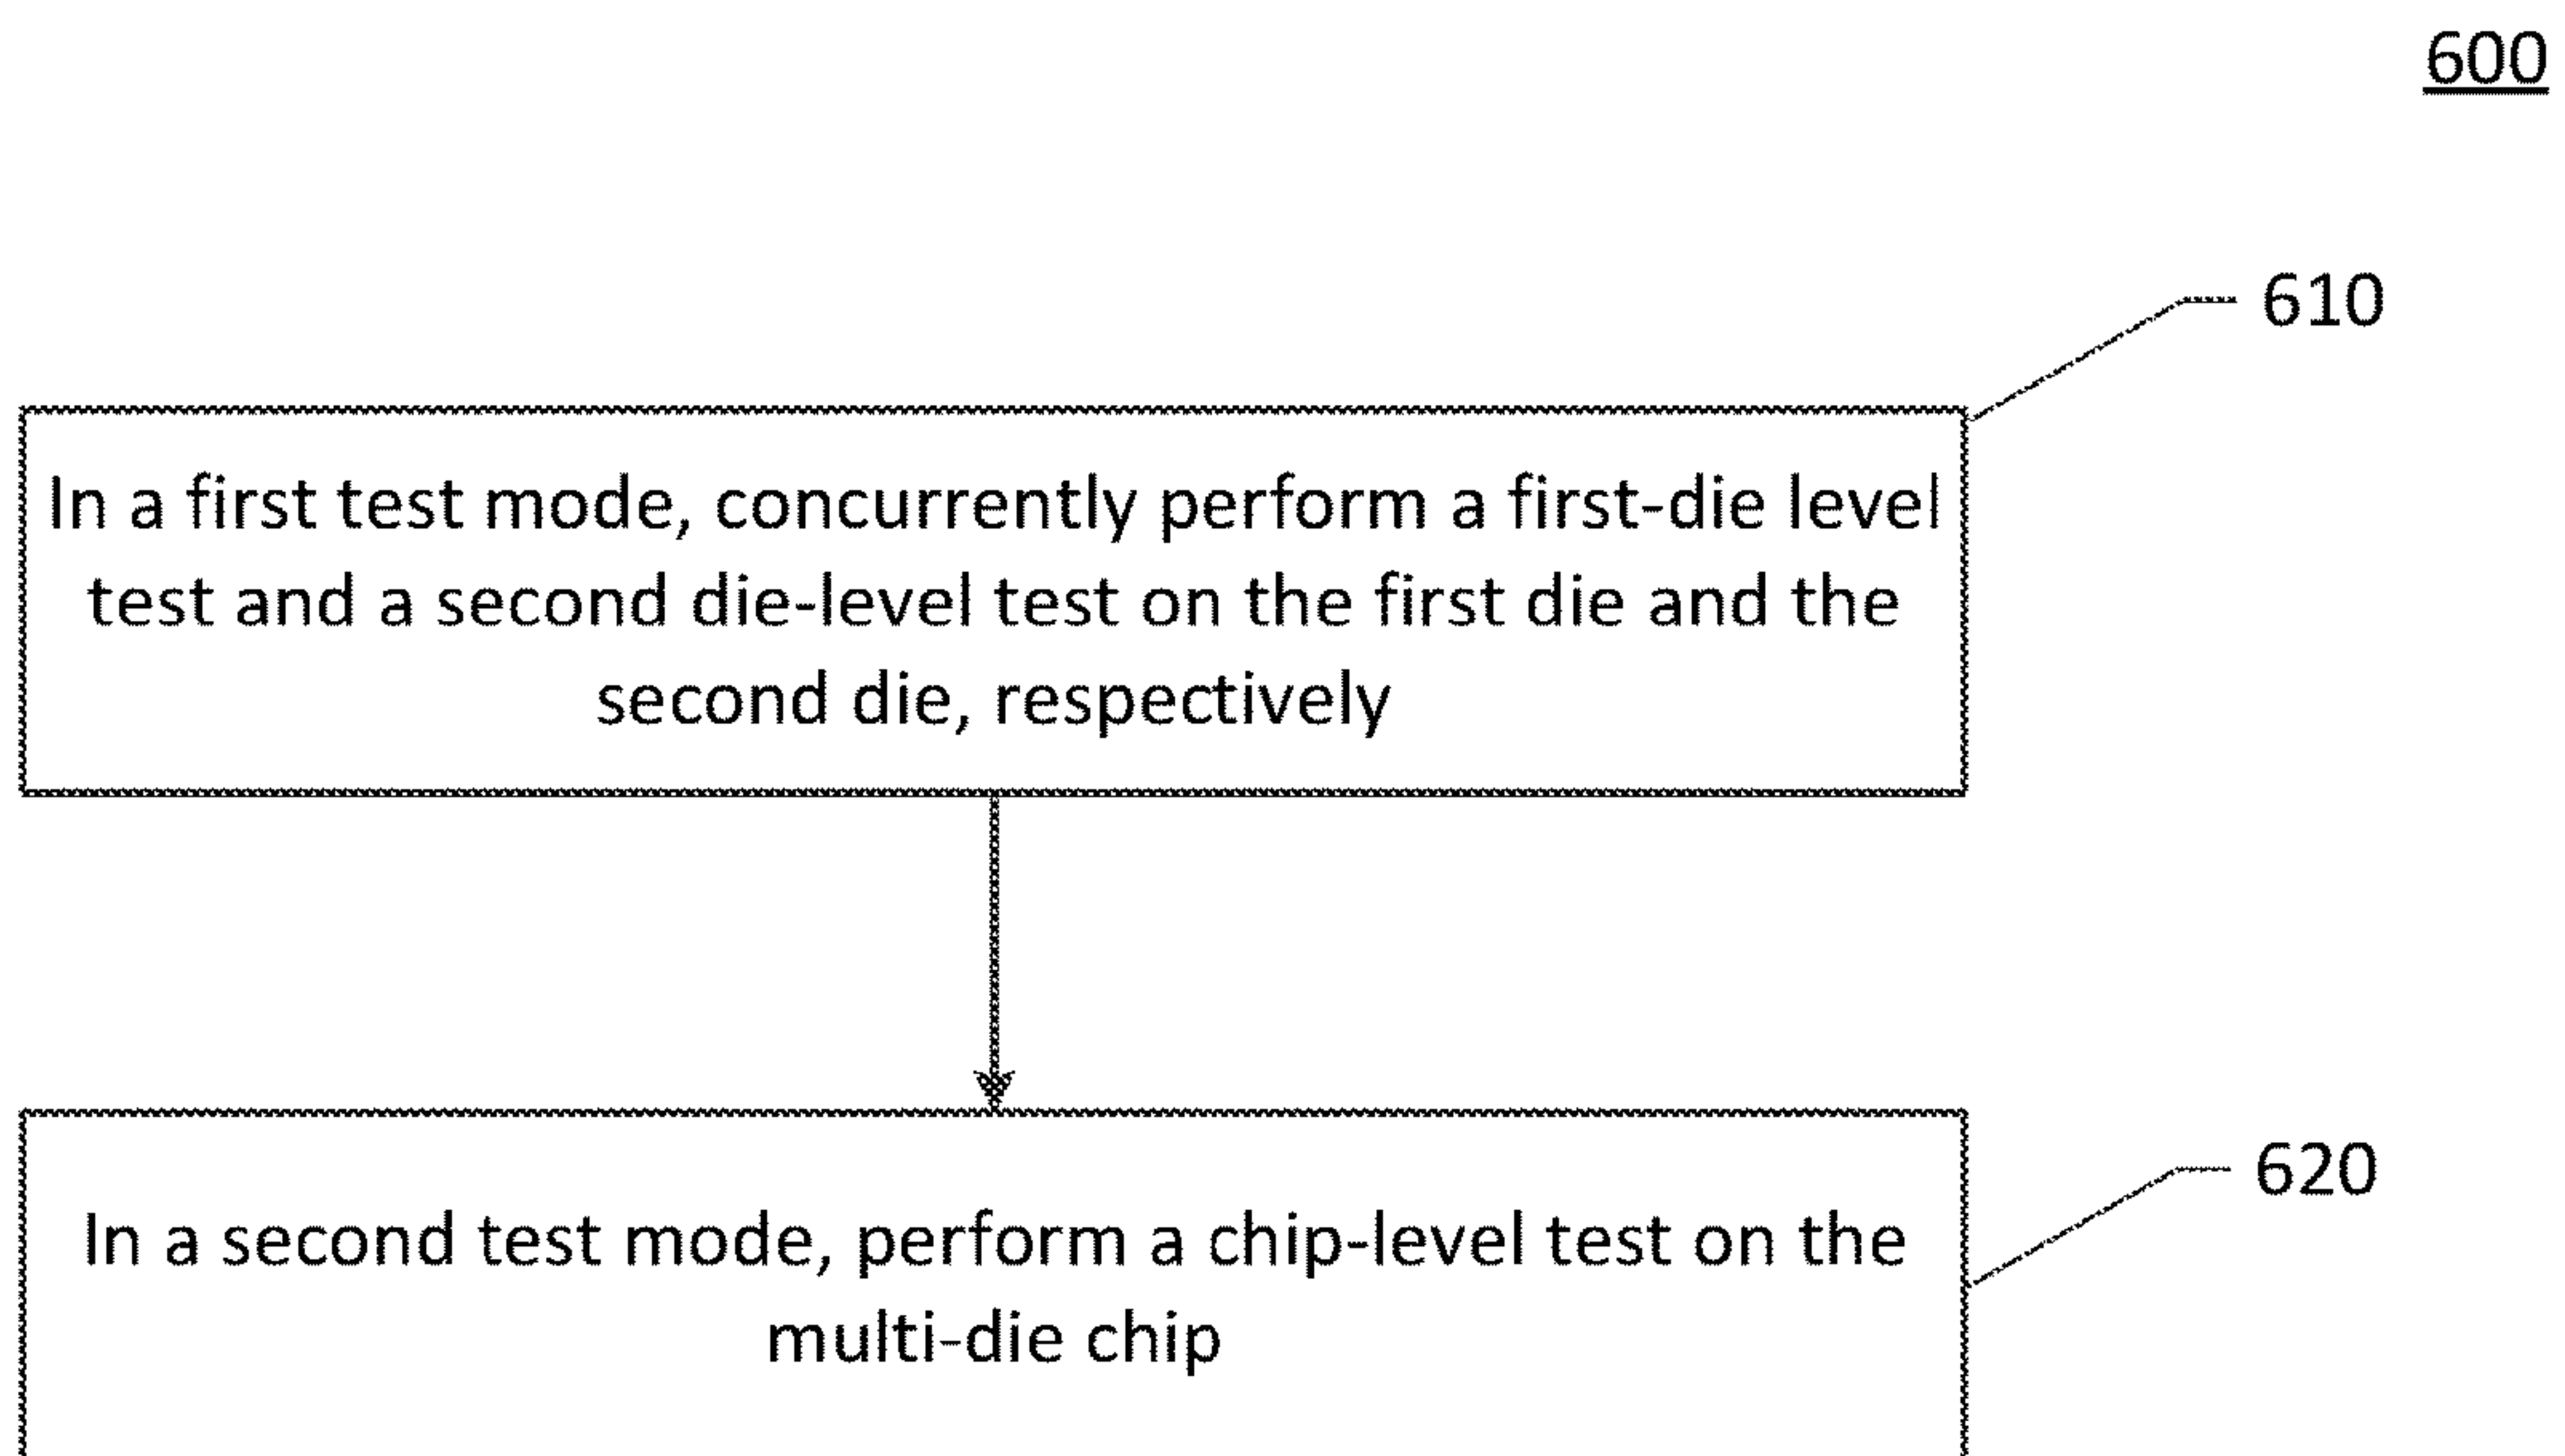 600
610
In a first test mode, concurrently perform a first-die level
test and a second die-level test on the first die and the
second die, respectively
620
In a second test mode, perform a chip-level test on the
multi-die chip